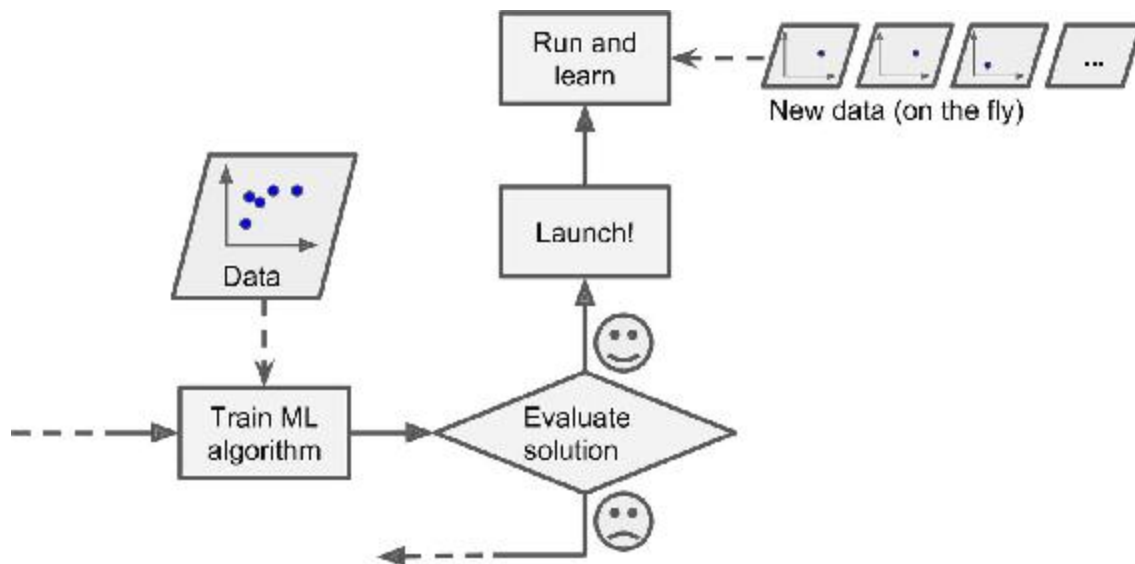 Run and
learn
...
New data (on the fly)
Launch!
Data
Train ML
algorithm
Evaluate
solution